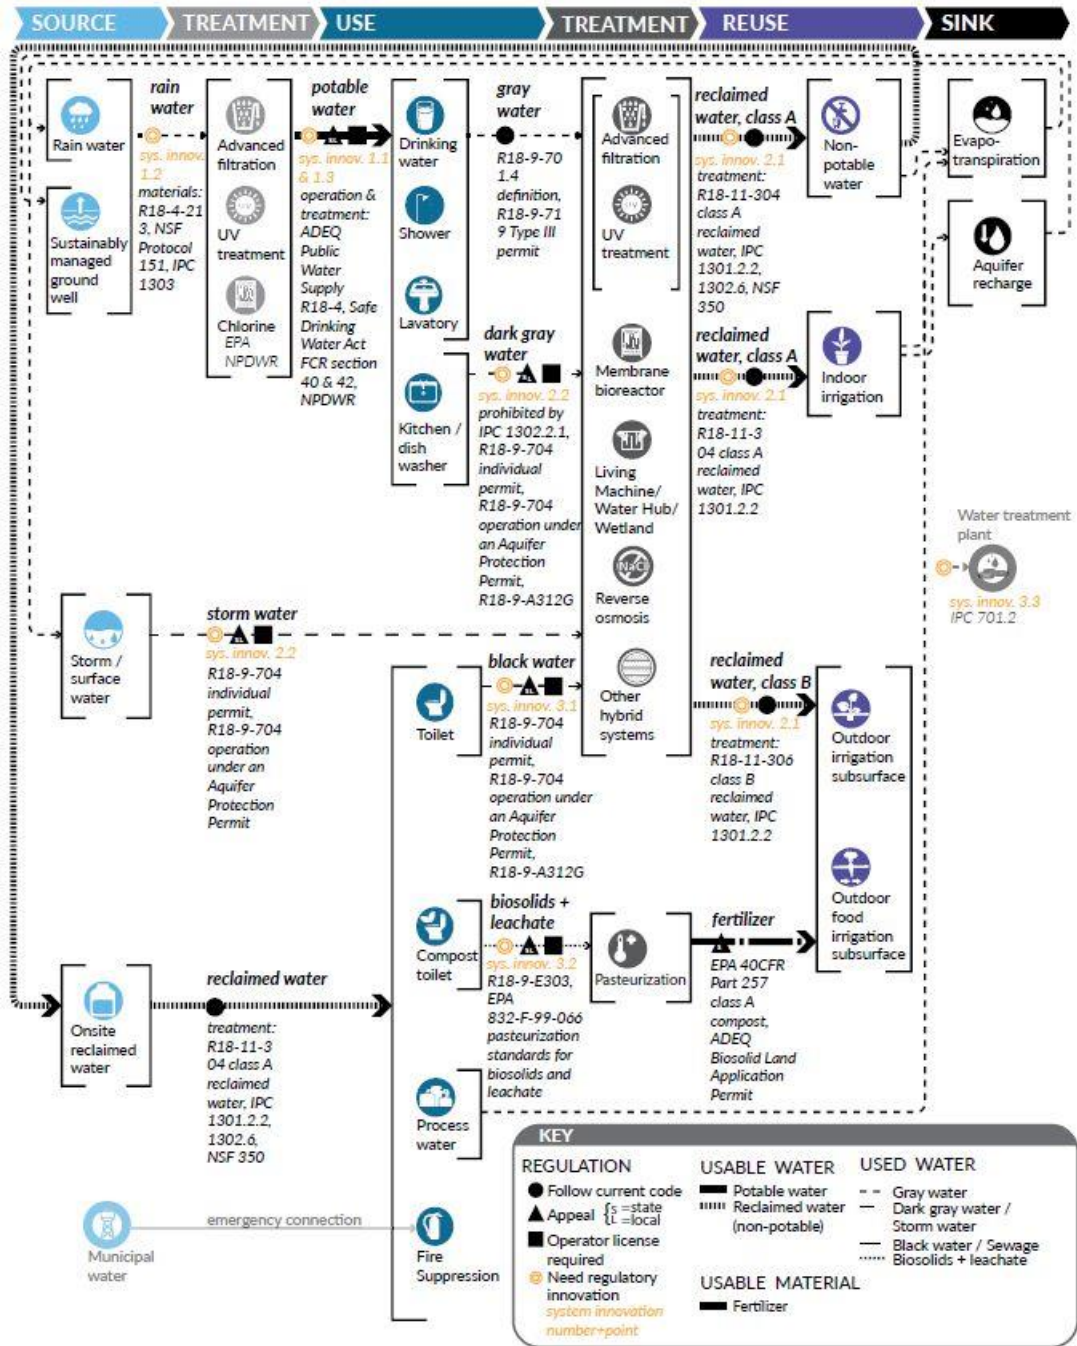 SOURCE
TREATMENT
USE
TREATMENT
REUSE
SINK
Rain water
Sustainably
managed
ground
well
rain
water
sys. innov.
1.2
materials:
R18-4-21
3, NSF
Protocol
151, IPC
1303
Advanced
filtration
UV
UV
treatment
Chlorine
EPA
NPDWR
potable
water
sys. innov. 1.1
& 1.3
operation &
treatment:
ADEQ
Public
Water
Supply
R18-4, Safe
Drinking
Water Act
FCR section
40 & 42,
NPDWR
Drinking
water
Shower
Lavatory
Kitchen /
dish
washer
gray
water
R18-9-70
1.4
definition,
R18-9-71
9 Type III
permit
dark gray
water
sys. innov. 2.2
prohibited by
IPC 1302.2.1,
R18-9-704
individual
permit,
R18-9-704
operation under
an Aquifer
Protection
Permit,
R18-9-A312G
Advanced
filtration
UV
UV
treatment
Membrane
bioreactor
Living
Machine/
Water Hub/
Wetland
NaCl
Reverse
osmosis
Other
hybrid
systems
reclaimed
water, class A
sys. innov. 2.1
treatment:
R18-11-304
class A
reclaimed
water, IPC
1301.2.2,
1302.6, NSF
350
reclaimed
water, class A
sys. innov. 2.1
treatment:
R18-11-3
04 class A
reclaimed
water, IPC
1301.2.2
Non-
potable
water
Indoor
irrigation
Evapo-
transpiration
Aquifer
recharge
Water treatment
plant
sys. innov. 3.3
IPC 701.2
Storm /
surface
water
storm water
SL
sys. innov. 2.2
R18-9-704
individual
permit,
R18-9-704
operation
under an
Aquifer
Protection
Permit
Toilet
black water
SL
sys. innov. 3.1
R18-9-704
individual
permit,
R18-9-704
operation under
an Aquifer
Protection
Permit,
R18-9-A312G
reclaimed
water, class B
sys. innov. 2.1
treatment:
R18-11-306
class B
reclaimed
water, IPC
1301.2.2
Outdoor
irrigation
subsurface
Outdoor
food
irrigation
subsurface
Compost
toilet
biosolids +
leachate
sys. innov. 3.2
R18-9-E303,
EPA
832-F-99-066
pasteurization
standards for
biosolids and
leachate
Pasteurization
fertilizer
EPA 40CFR
Part 257
class A
compost,
ADEQ
Biosolid Land
Application
Permit
Onsite
reclaimed
water
reclaimed water
treatment:
R18-11-3
04 class A
reclaimed
water, IPC
1301.2.2,
1302.6,
NSF 350
Process
water
Municipal
water
emergency connection
Fire
Suppression
KEY
REGULATION
Follow current code
Appeal { S =state
L =local
Operator license
required
Need regulatory
innovation
system innovation
number+point
USABLE WATER
Potable water
Reclaimed water
(non-potable)
USABLE MATERIAL
Fertilizer
USED WATER
Gray water
Dark gray water /
Storm water
Black water / Sewage
Biosolids + leachate